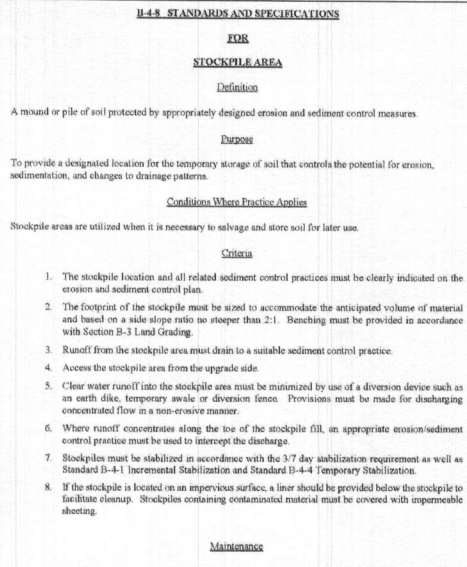 B-4-8 STANDARDS AND SPECIFICATIONS
FOR
STOCKPILE AREA
Definition
A mound or pile of soil protected by appropriately designed erosion and sediment control measures.
Purpose
To provide a designated location for the temporary storage of soil that controls the potential for erosion,
sedimentation, and changes to drainage patterns.
Conditions Where Practice Applies
Stockpile areas are utilized when it is necessary to salvage and store soil for later use.
Criteria
1. The stockpile location and all related sediment control practices must be clearly indicated on the
erosion and sediment control plan.
2. The footprint of the stockpile must be sized to accommodate the anticipated volume of material
and based on a side slope ratio no steeper than 2:1. Benching must be provided in accordance
with Section B-3 Land Grading.
3. Runoff from the stockpile area must drain to a suitable sediment control practice.
4. Access the stockpile area from the upgrade side.
5. Clear water runoff into the stockpile area must be minimized by use of a diversion device such as
an earth dike, temporary swale or diversion fence. Provisions must be made for discharging
concentrated flow in a non-erosive manner.
6. Where runoff concentrates along the toe of the stockpile fill, an appropriate erosion/sediment
control practice must be used to intercept the discharge.
7. Stockpiles must be stabilized in accordance with the 3/7 day stabilization requirement as well as
Standard B-4-1 Incremental Stabilization and Standard B-4-4 Temporary Stabilization.
8. If the stockpile is located on an impervious surface, a liner should be provided below the stockpile to
facilitate cleanup. Stockpiles containing contaminated material must be covered with impermeable
sheeting.
Maintenance